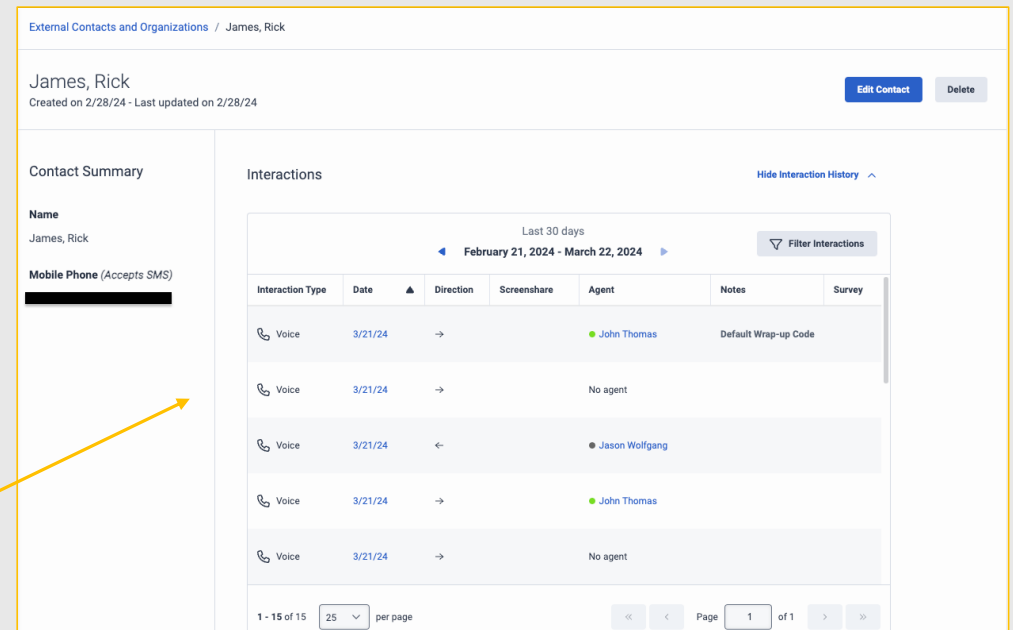 External Contacts and Organizations / James, Rick
James, Rick
Created on 2/28/24 - Last updated on 2/28/24
Edit Contact
Delete
Contact Summary
Name
James, Rick
Mobile Phone (Accepts SMS)
Interactions
Hide Interaction History
Last 30 days
February 21, 2024 - March 22, 2024
Filter Interactions
Interaction Type Date Direction Screenshare Agent Notes Survey
Voice 3/21/24 → John Thomas Default Wrap-up Code
Voice 3/21/24 → No agent
Voice 3/21/24 ← Jason Wolfgang
Voice 3/21/24 → John Thomas
Voice 3/21/24 → No agent
1 - 15 of 15 25 per page « ‹ Page 1 of 1 › »